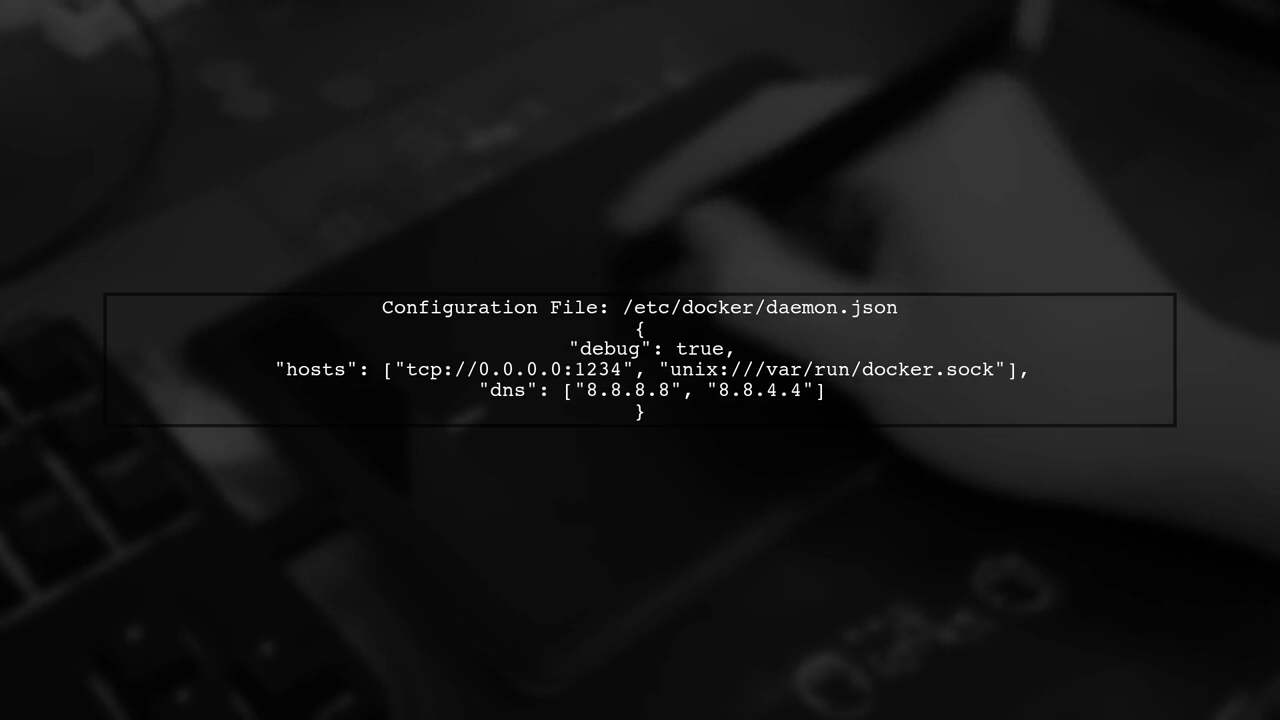 Configuration File: /etc/docker/daemon.json
{
"debug": true,
"hosts": ["tcp://0.0.0.0:1234", "unix:///var/run/docker.sock"],
"dns": ["8.8.8.8", "8.8.4.4"]
}